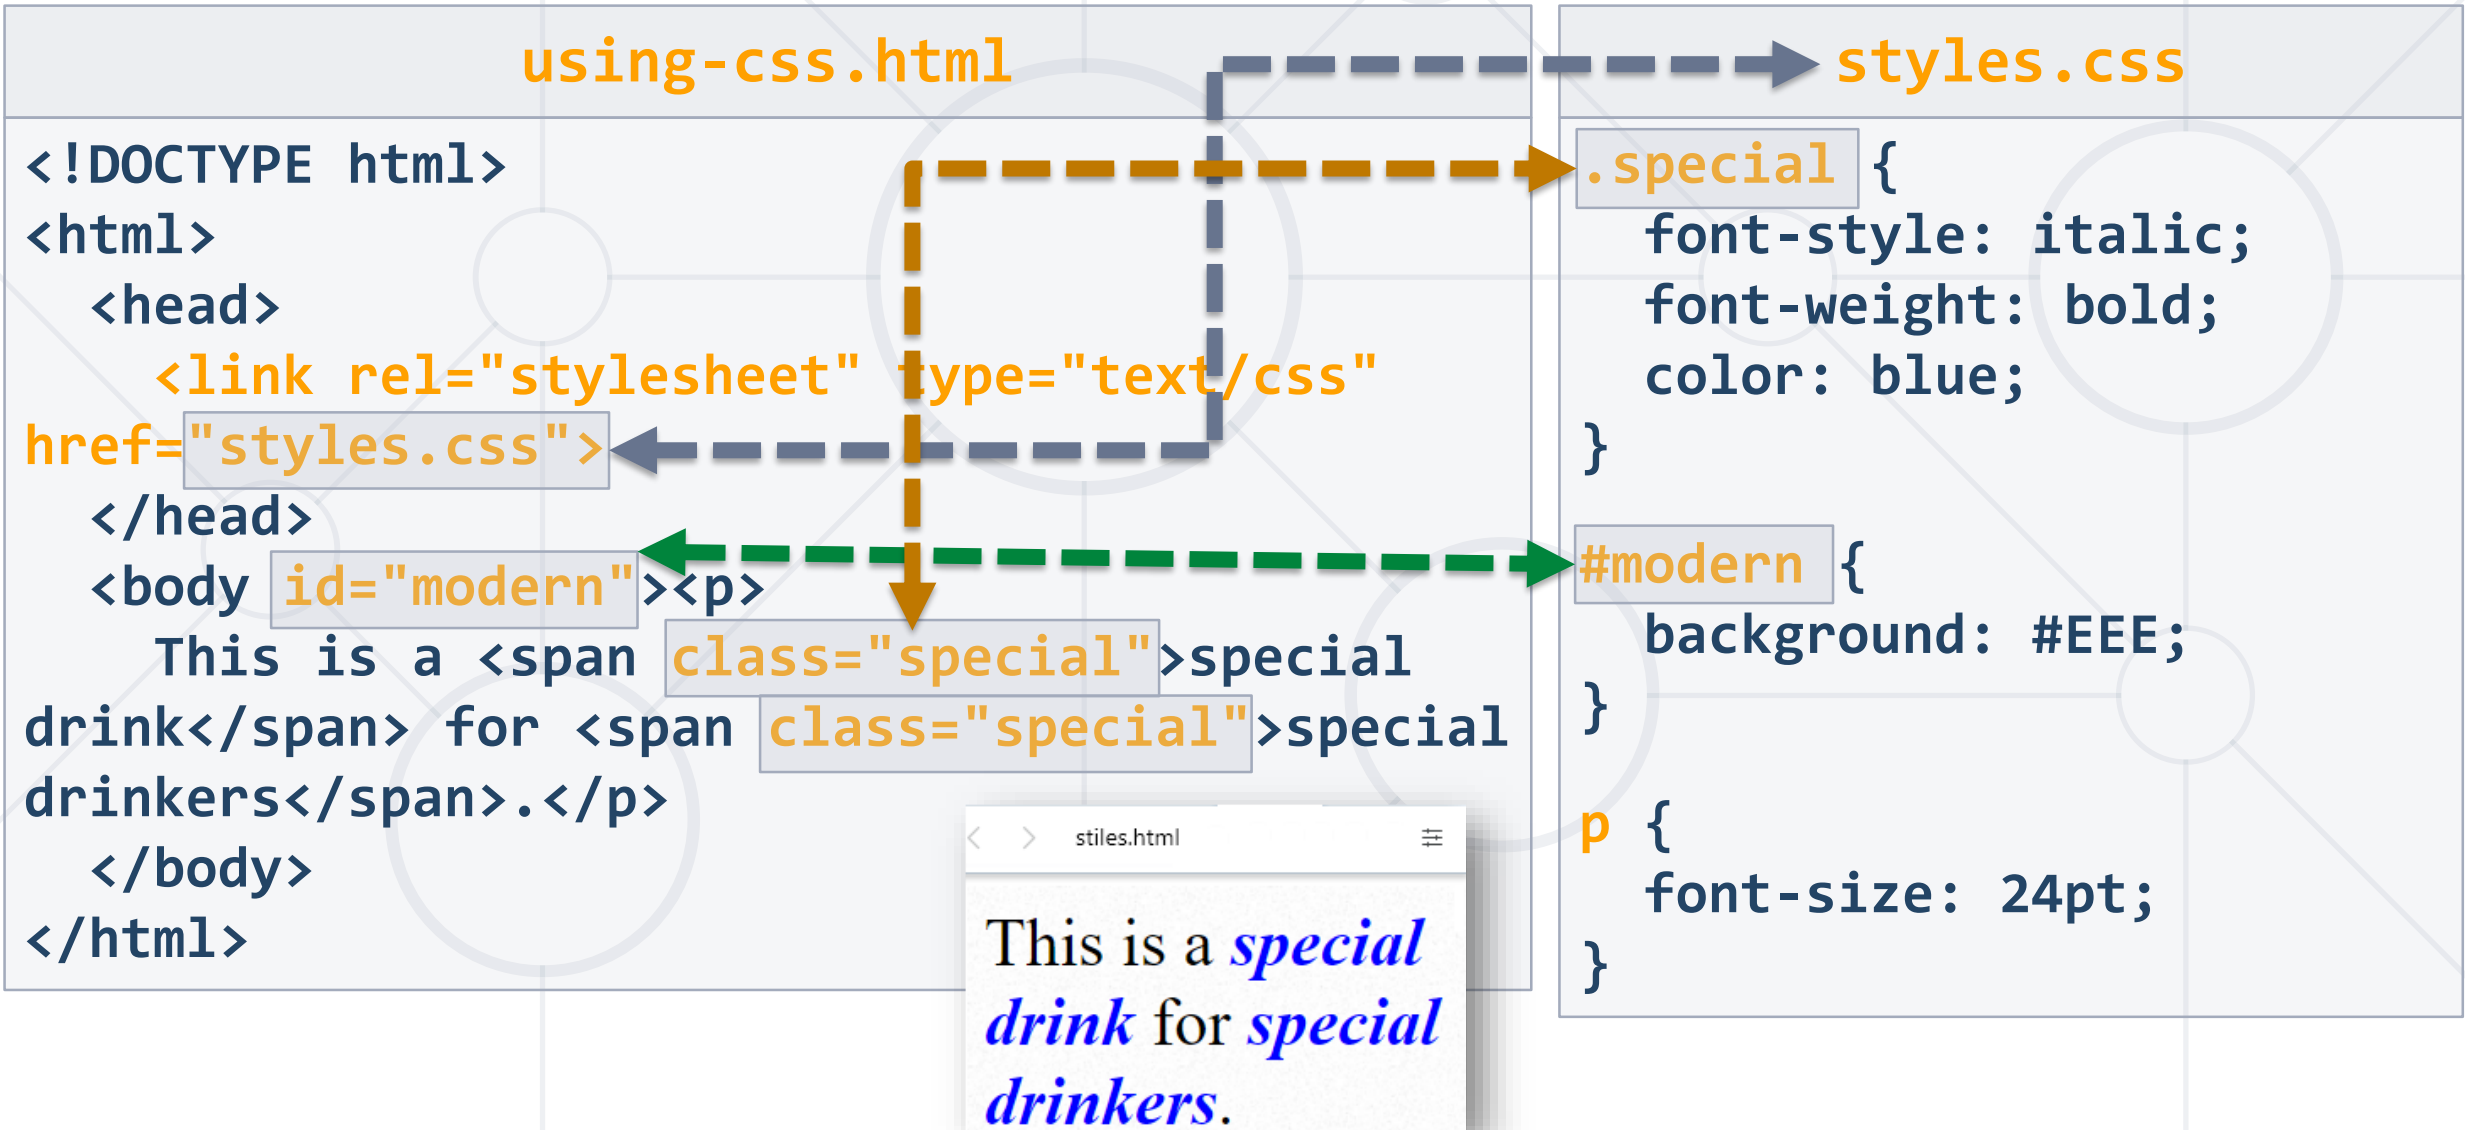 using-css.html
<!DOCTYPE html>
<html>
  <head>
    <link rel="stylesheet" type="text/css"
href="styles.css">
  </head>
  <body id="modern"><p>
    This is a <span class="special">special
drink</span> for <span class="special">special
drinkers</span>.</p>
  </body>
</html>
styles.css
.special {
  font-style: italic;
  font-weight: bold;
  color: blue;
}
#modern {
  background: #EEE;
}
p {
  font-size: 24pt;
}
stiles.html
This is a special
drink for special
drinkers.